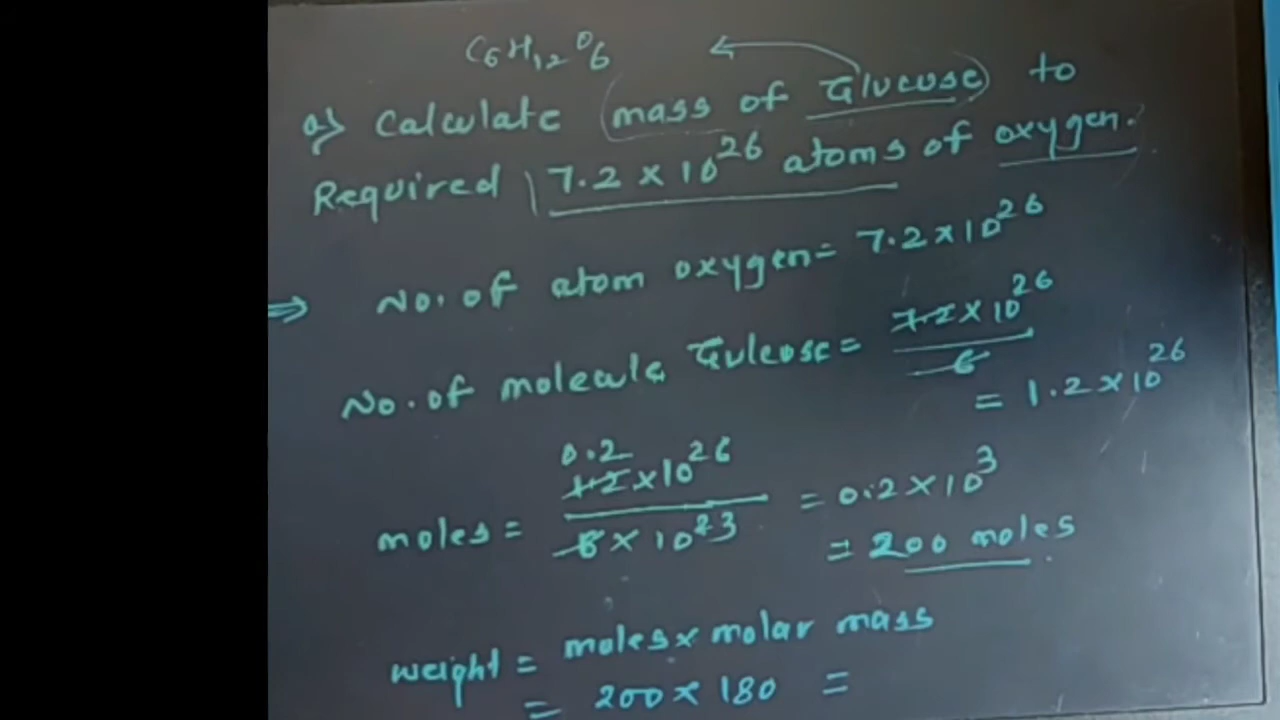 C6H12O6
Q) Calculate (mass of Glucose) to
Required 7.2 × 10^26 atoms of oxygen.
⇒ No. of atom oxygen = 7.2 × 10^26
No. of molecule Gulcose = 7.2 × 10^26 / 6
= 1.2 × 10^26
0.2
moles = 1.2 × 10^26 / 6 × 10^23 = 0.2 × 10^3
= 200 moles
weight = moles × molar mass
= 200 × 180 =